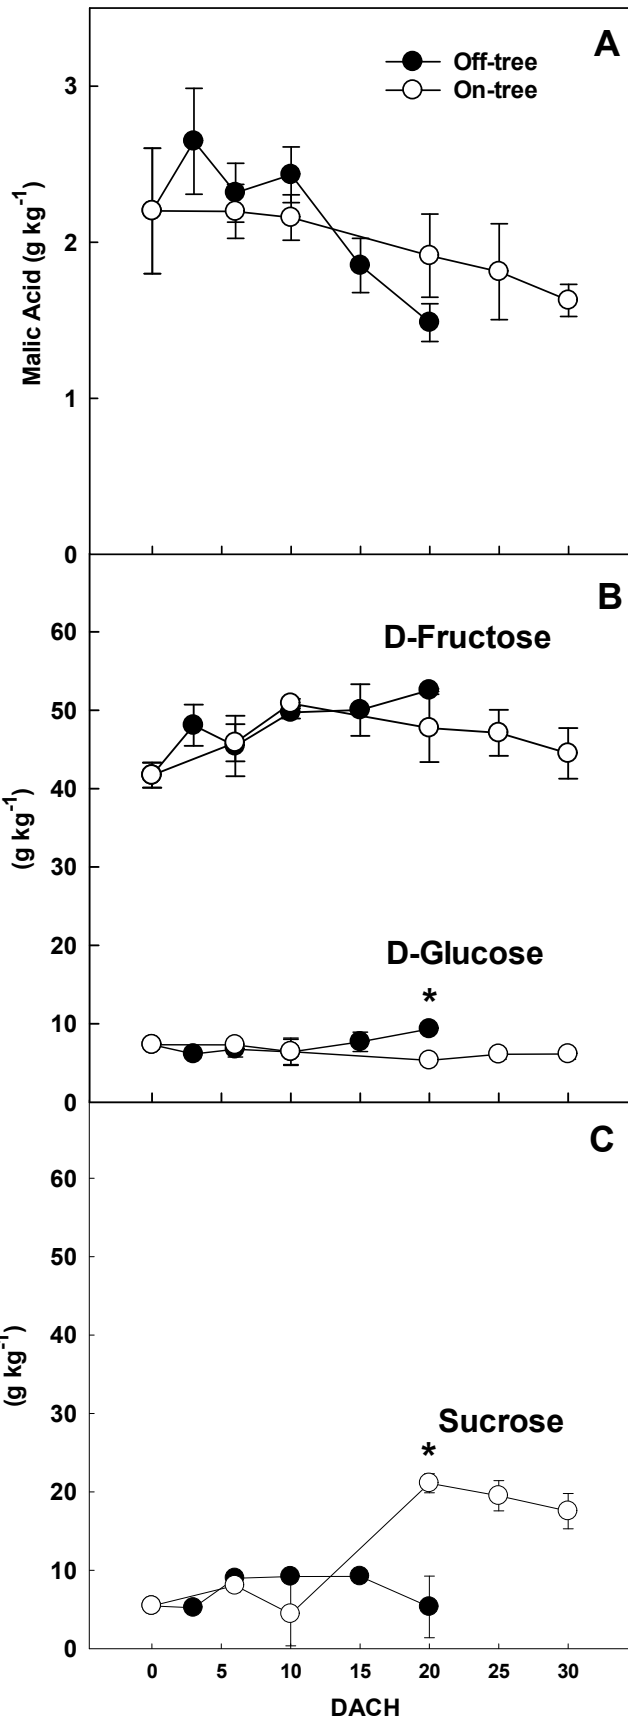 A
Off-tree
On-tree
3
2
1
0
Malic Acid (g kg⁻¹)
B
D-Fructose
60
50
40
30
20
10
0
(g kg⁻¹)
D-Glucose
*
C
60
50
40
30
20
10
0
(g kg⁻¹)
Sucrose
*
0 5 10 15 20 25 30
DACH